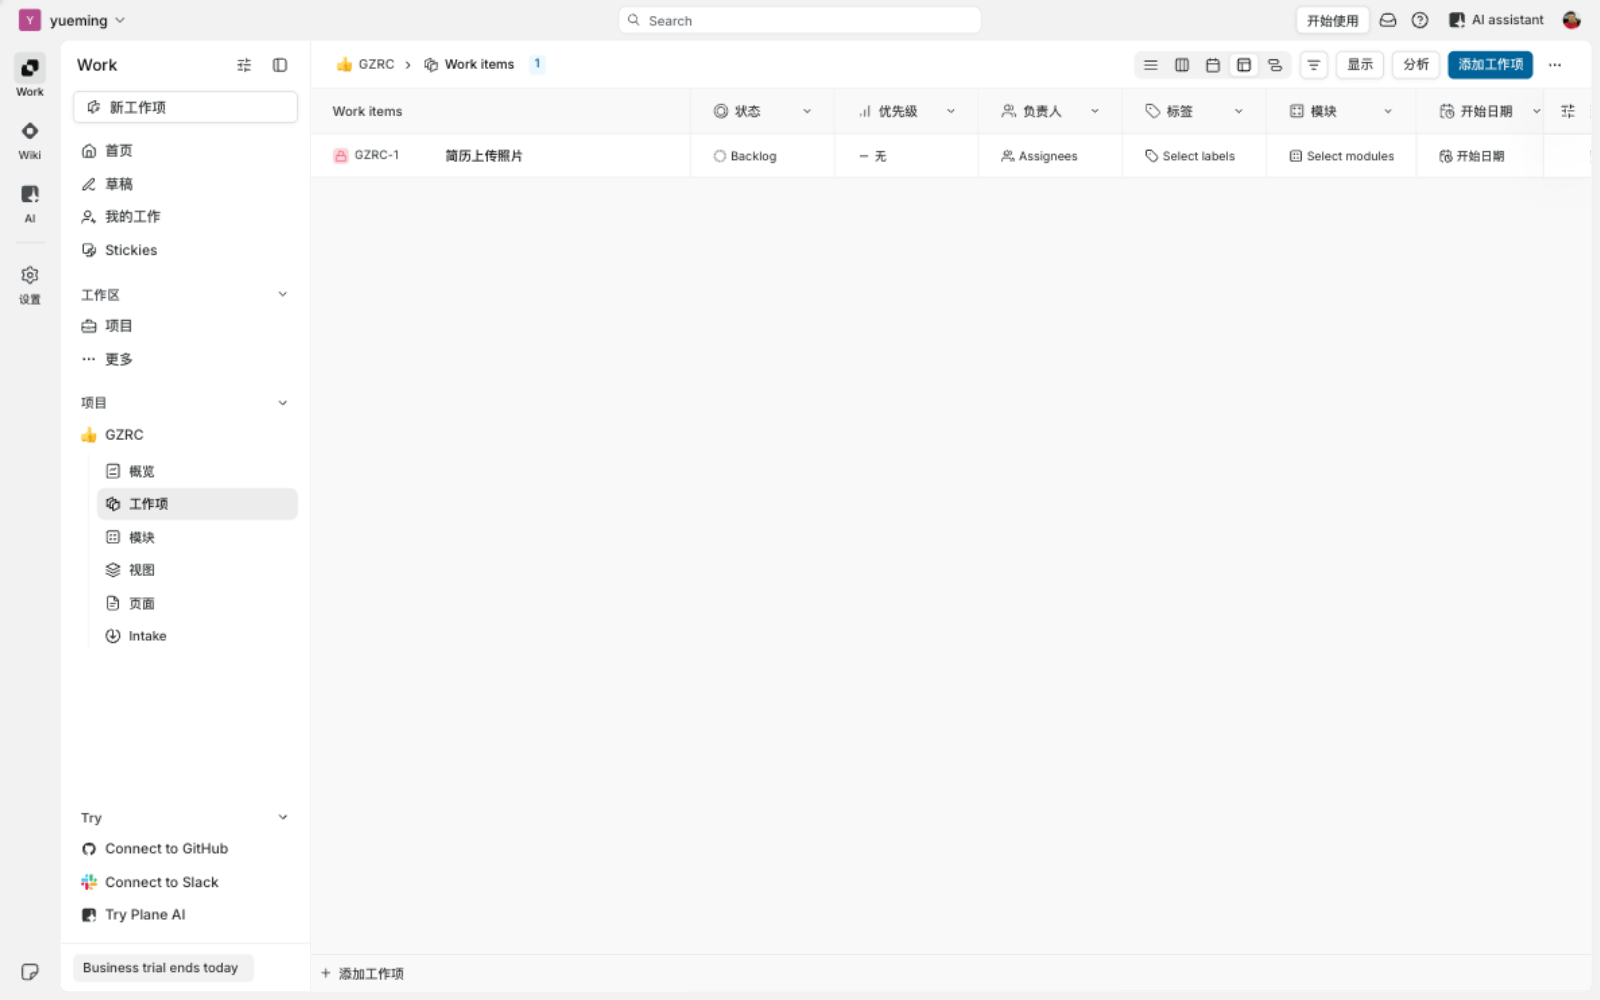 Y yueming
Search
开始使用
AI assistant
Work
Wiki
AI
设置
Work
新工作项
首页
草稿
我的工作
Stickies
工作区
项目
更多
项目
GZRC
概览
工作项
模块
视图
页面
Intake
Try
Connect to GitHub
Connect to Slack
Try Plane AI
Business trial ends today
GZRC › Work items 1
显示
分析
添加工作项
Work items 状态 优先级 负责人 标签 模块 开始日期
GZRC-1 简历上传照片 Backlog 无 Assignees Select labels Select modules 开始日期
+ 添加工作项